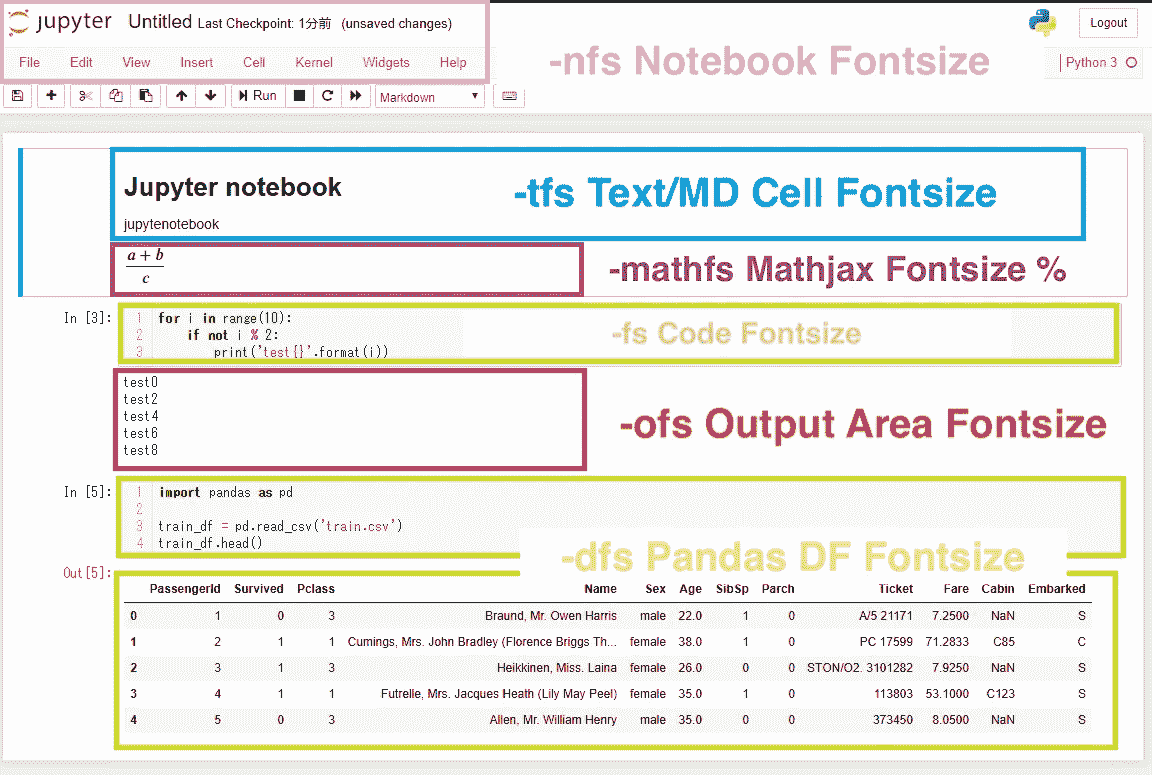 jupyter Untitled Last Checkpoint: 1分前 (unsaved changes) Logout
File Edit View Insert Cell Kernel Widgets Help
-nfs Notebook Fontsize
Python 3
Run Markdown
Jupyter notebook
-tfs Text/MD Cell Fontsize
jupytenotebook
a + b
c
-mathfs Mathjax Fontsize %
In [3]:
1 for i in range(10):
2 if not i % 2:
3 print('test{}'.format(i))
-fs Code Fontsize
test0
test2
test4
test6
test8
-ofs Output Area Fontsize
In [5]:
1 import pandas as pd
2
3 train_df = pd.read_csv('train.csv')
4 train_df.head()
-dfs Pandas DF Fontsize
Out[5]:
PassengerId Survived Pclass Name Sex Age SibSp Parch Ticket Fare Cabin Embarked
0 1 0 3 Braund, Mr. Owen Harris male 22.0 1 0 A/5 21171 7.2500 NaN S
1 2 1 1 Cumings, Mrs. John Bradley (Florence Briggs Th... female 38.0 1 0 PC 17599 71.2833 C85 C
2 3 1 3 Heikkinen, Miss. Laina female 26.0 0 0 STON/O2. 3101282 7.9250 NaN S
3 4 1 1 Futrelle, Mrs. Jacques Heath (Lily May Peel) female 35.0 1 0 113803 53.1000 C123 S
4 5 0 3 Allen, Mr. William Henry male 35.0 0 0 373450 8.0500 NaN S